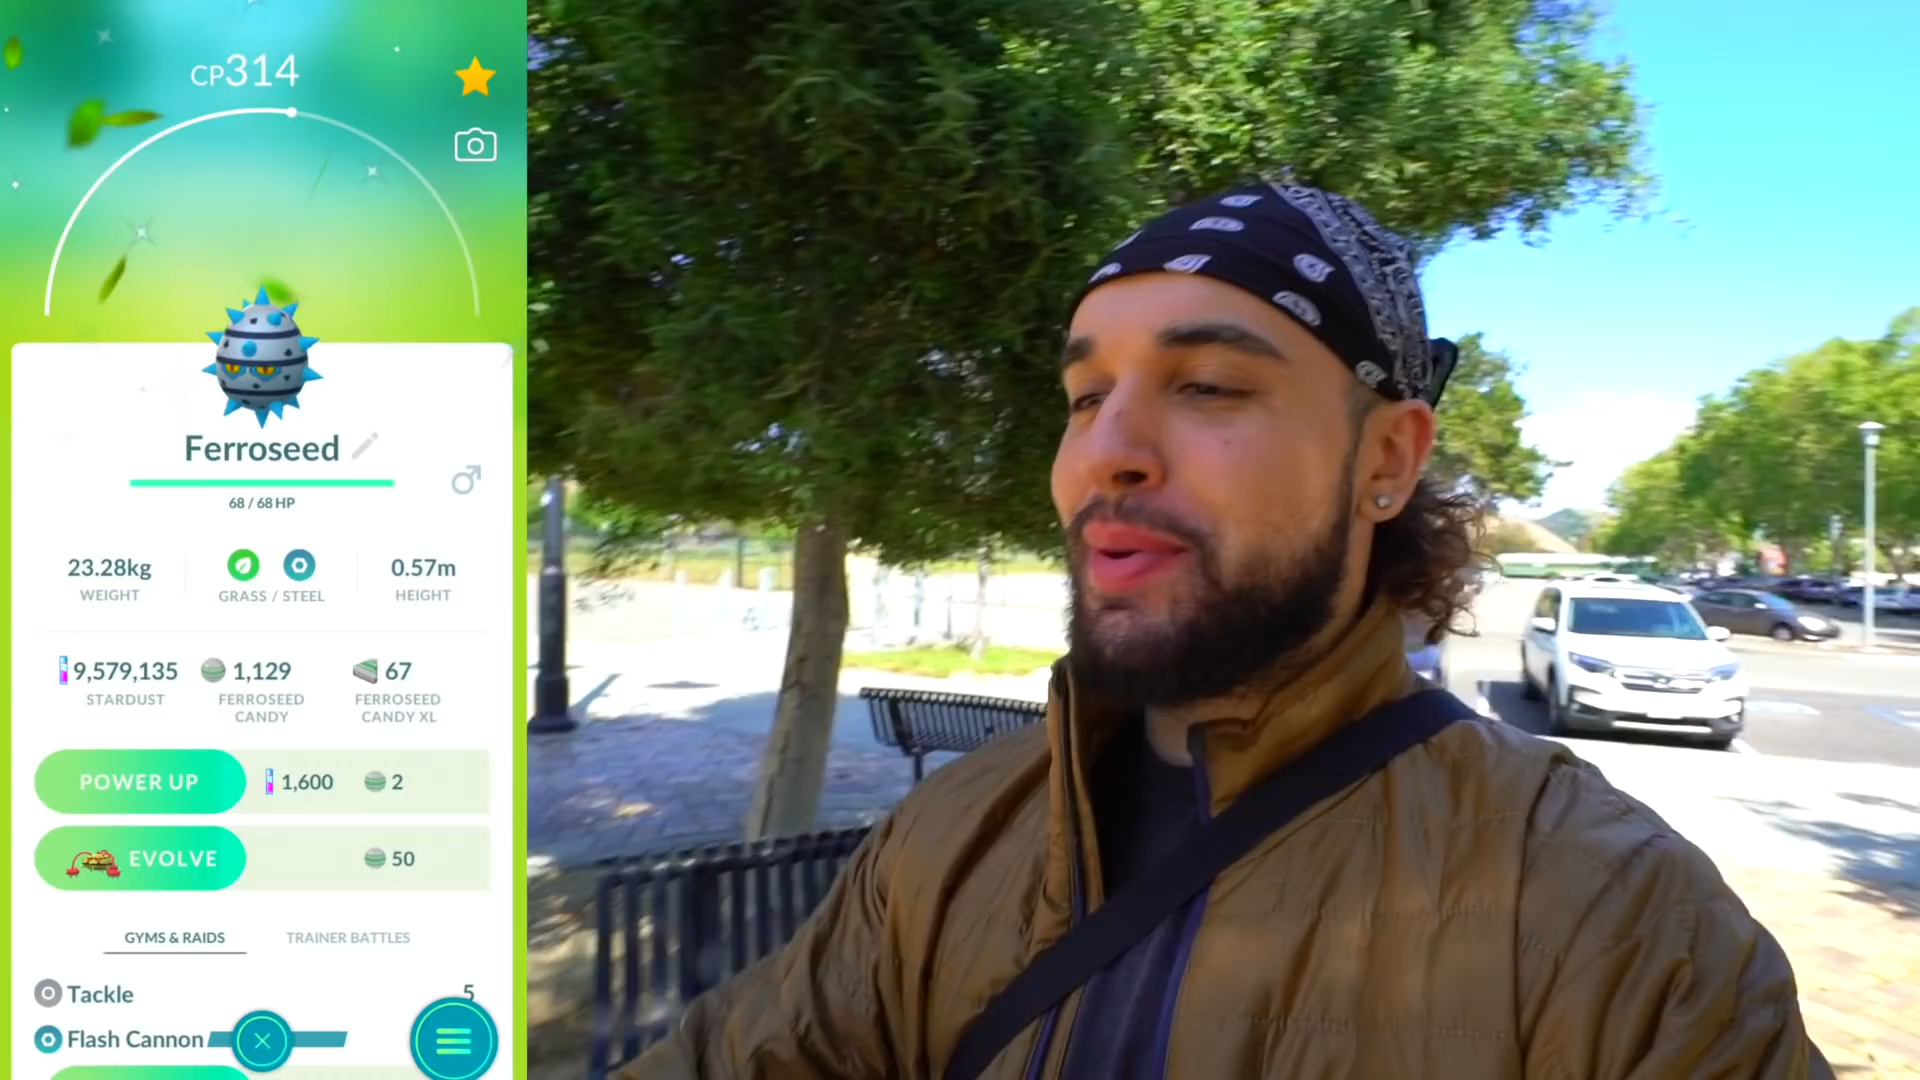 CP314
Ferroseed
68 / 68 HP
23.28kg
WEIGHT
GRASS / STEEL
0.57m
HEIGHT
9,579,135
STARDUST
1,129
FERROSEED
CANDY
67
FERROSEED
CANDY XL
POWER UP 1,600 2
EVOLVE 50
GYMS & RAIDS TRAINER BATTLES
Tackle 5
Flash Cannon